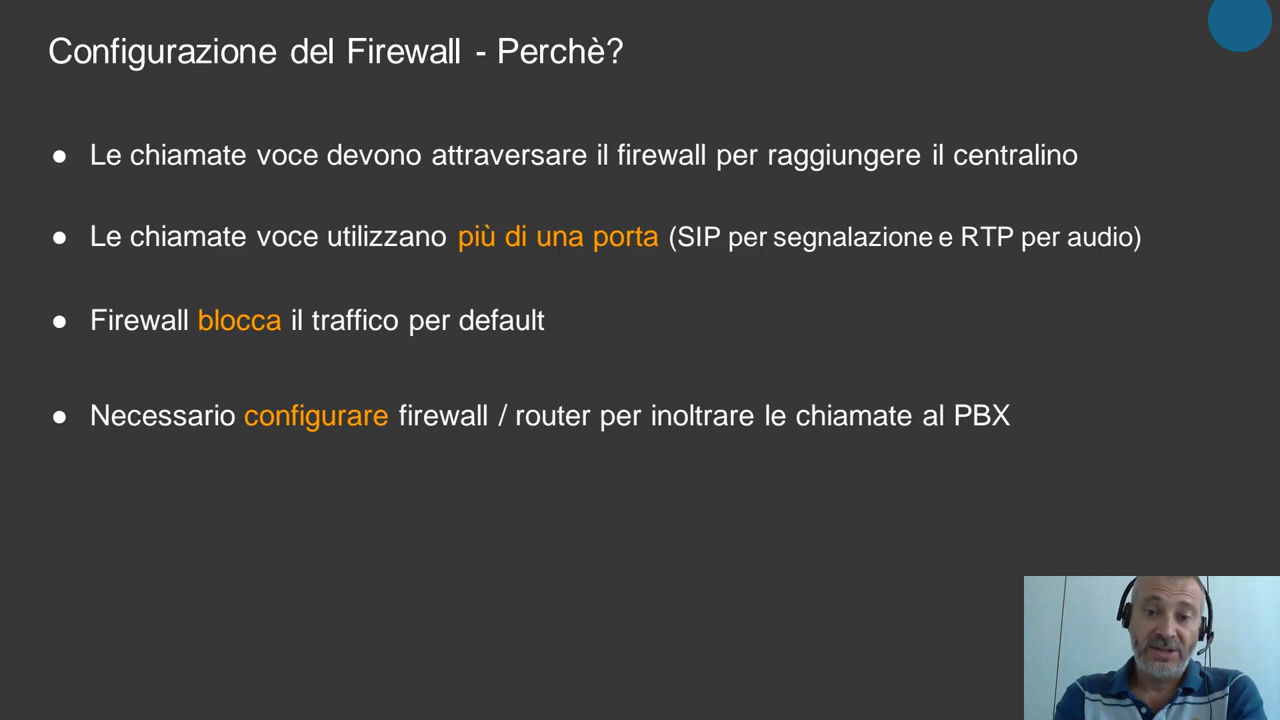 Configurazione del Firewall - Perchè?
● Le chiamate voce devono attraversare il firewall per raggiungere il centralino
● Le chiamate voce utilizzano più di una porta (SIP per segnalazione e RTP per audio)
● Firewall blocca il traffico per default
● Necessario configurare firewall / router per inoltrare le chiamate al PBX